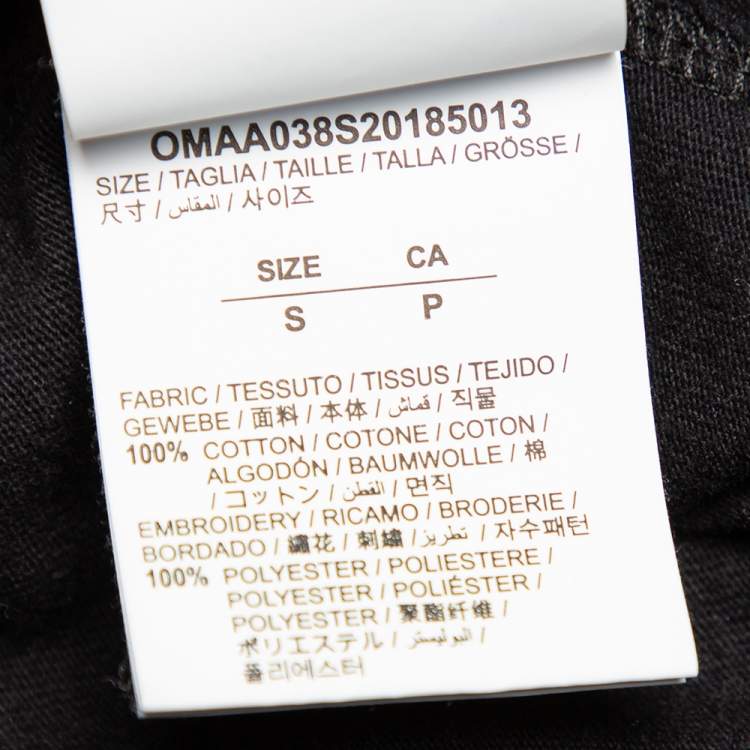 OMAA038S20185013
SIZE / TAGLIA / TAILLE / TALLA / GRÖSSE /
尺寸 / المقاس / 사이즈
SIZE CA
S P
FABRIC / TESSUTO / TISSUS / TEJIDO /
GEWEBE / 面料 / 本体 / قماش / 직물
100% COTTON / COTONE / COTON /
ALGODÓN / BAUMWOLLE / 棉
/ コットン / القطن / 면직
EMBROIDERY / RICAMO / BRODERIE /
BORDADO / 繡花 / 刺繍 / تطريز / 자수패턴
100% POLYESTER / POLIESTERE /
POLYESTER / POLIÉSTER /
POLYESTER / 聚酯纤维 /
ポリエステル / البوليستر /
폴리에스터